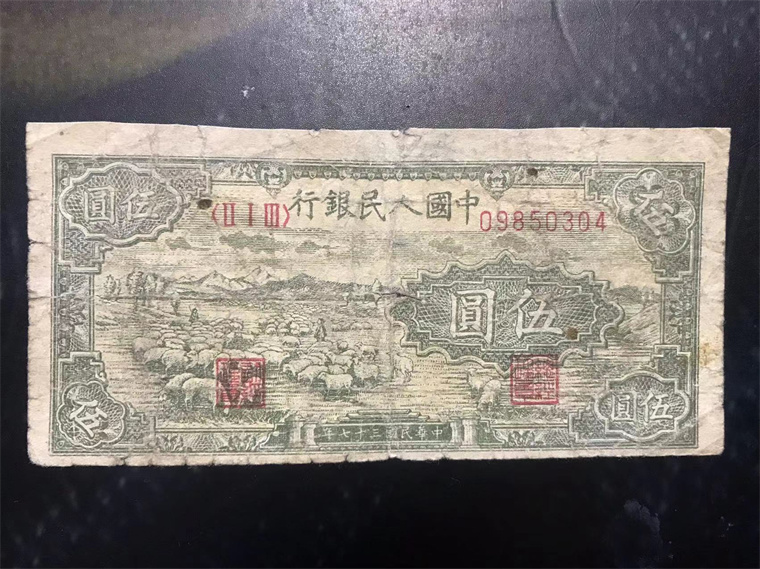 中國人民銀行
〈II I III〉
09850304
伍圓
伍
伍圓
伍
伍圓
中華民國三十七年